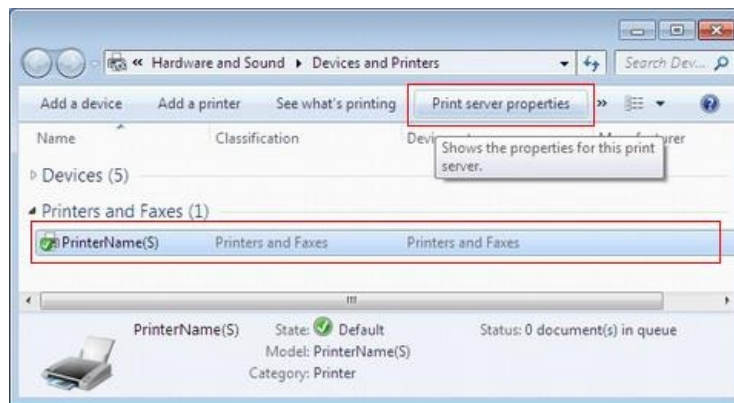 « Hardware and Sound Devices and Printers Search Dev...
Add a device Add a printer See what's printing Print server properties »
Name Classification
Shows the properties for this print
server.
Devices (5)
Printers and Faxes (1)
PrinterName(S) Printers and Faxes Printers and Faxes
PrinterName(S) State: Default Status: 0 document(s) in queue
Model: PrinterName(S)
Category: Printer